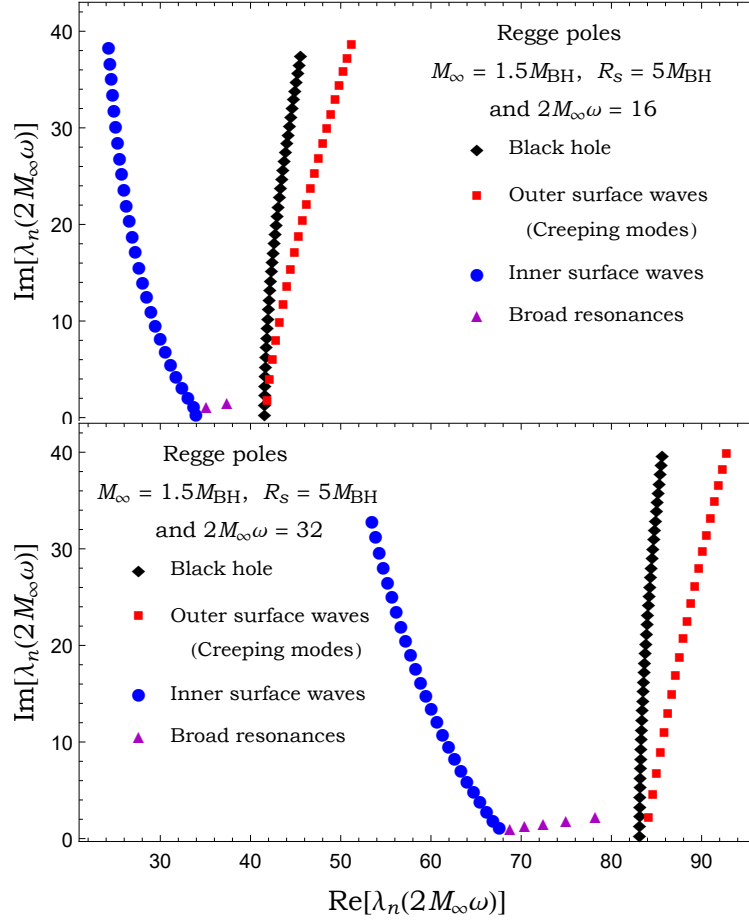 Regge poles
M∞ = 1.5MBH, Rs = 5MBH
and 2M∞ω = 16
Black hole
Outer surface waves
(Creeping modes)
Inner surface waves
Broad resonances
Im[λn(2M∞ω)]
40
30
20
10
0
Regge poles
M∞ = 1.5MBH, Rs = 5MBH
and 2M∞ω = 32
Black hole
Outer surface waves
(Creeping modes)
Inner surface waves
Broad resonances
Im[λn(2M∞ω)]
40
30
20
10
0
30 40 50 60 70 80 90
Re[λn(2M∞ω)]